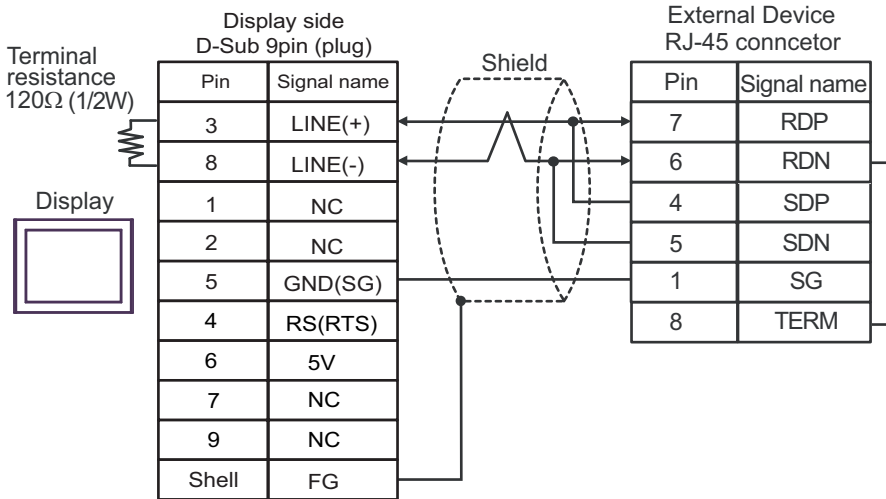 Display side
D-Sub 9pin (plug)
External Device
RJ-45 conncetor
Terminal
resistance
120Ω (1/2W)
Shield
Display
Pin Signal name
3 LINE(+)
8 LINE(-)
1 NC
2 NC
5 GND(SG)
4 RS(RTS)
6 5V
7 NC
9 NC
Shell FG
Pin Signal name
7 RDP
6 RDN
4 SDP
5 SDN
1 SG
8 TERM